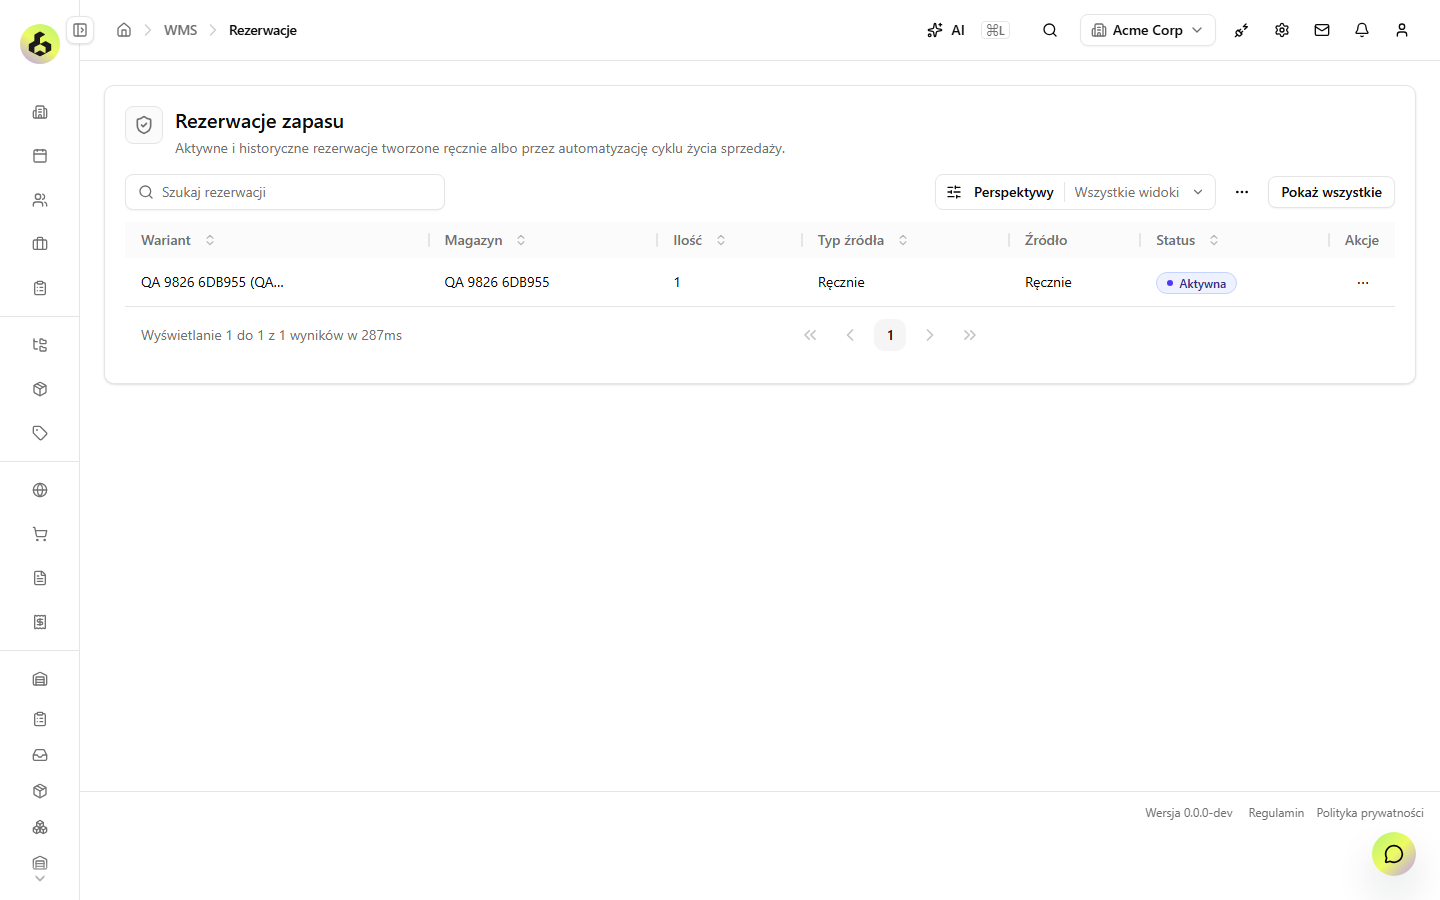 WMS
Rezerwacje
AI
⌘L
Acme Corp
Rezerwacje zapasu
Aktywne i historyczne rezerwacje tworzone ręcznie albo przez automatyzację cyklu życia sprzedaży.
Szukaj rezerwacji
Perspektywy Wszystkie widoki
Pokaż wszystkie
Wariant Magazyn Ilość Typ źródła Źródło Status Akcje
QA 9826 6DB955 (QA... QA 9826 6DB955 1 Ręcznie Ręcznie Aktywna
Wyświetlanie 1 do 1 z 1 wyników w 287ms
1
Wersja 0.0.0-dev Regulamin Polityka prywatności